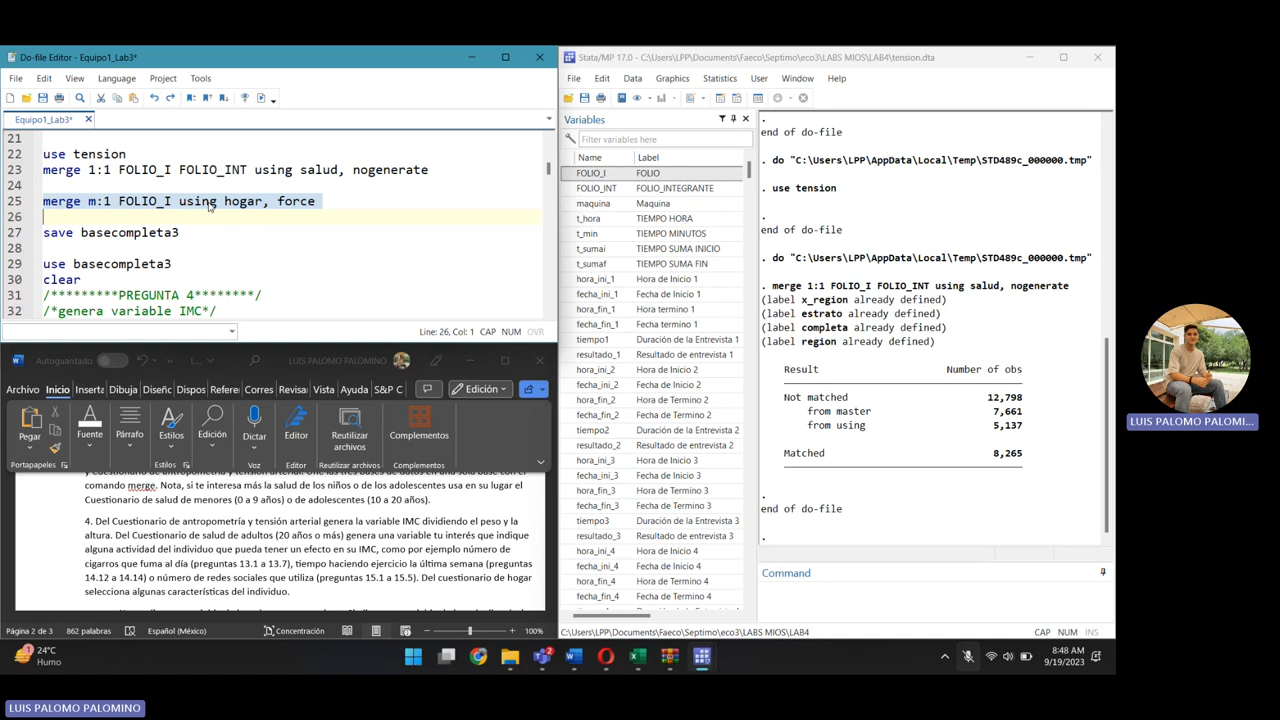 Do-file Editor - Equipo1_Lab3*
File Edit View Language Project Tools
Equipo1_Lab3*
21
22 use tension
23 merge 1:1 FOLIO_I FOLIO_INT using salud, nogenerate
24
25 merge m:1 FOLIO_I using hogar, force
26
27 save basecompleta3
28
29 use basecompleta3
30 clear
31 /*********PREGUNTA 4********/
32 /*genera variable IMC*/
Line: 26, Col: 1 CAP NUM OVR
Autoguardado
LUIS PALOMO PALOMINO
Archivo Inicio Inserta Dibuja Diseñc Dispos Referei Corres Revisai Vista Ayuda S&P C
Edición
Pegar
Fuente
Párrafo
Estilos
Edición
Dictar
Editor
Reutilizar archivos
Complementos
Portapapeles
Estilos
Voz
Editor
Reutilizar archivos
Complementos
comando merge. Nota, si te interesa más la salud de los niños o de los adolescentes usa en su lugar el
Cuestionario de salud de menores (0 a 9 años) o de adolescentes (10 a 20 años).
4. Del Cuestionario de antropometría y tensión arterial genera la variable IMC dividiendo el peso y la
altura. Del Cuestionario de salud de adultos (20 años o más) genera una variable tu interés que indique
alguna actividad del individuo que pueda tener un efecto en su IMC, como por ejemplo número de
cigarros que fuma al día (preguntas 13.1 a 13.7), tiempo haciendo ejercicio la última semana (preguntas
14.12 a 14.14) o número de redes sociales que utiliza (preguntas 15.1 a 15.5). Del cuestionario de hogar
selecciona algunas características del individuo.
Página 2 de 3 862 palabras Español (México) Concentración 100%
Stata/MP 17.0 - C:\Users\LPP\Documents\Faeco\Septimo\eco3\LABS MIOS\LAB4\tension.dta
File Edit Data Graphics Statistics User Window Help
Variables
Filter variables here
Name Label
FOLIO_I FOLIO
FOLIO_INT FOLIO_INTEGRANTE
maquina Maquina
t_hora TIEMPO HORA
t_min TIEMPO MINUTOS
t_sumai TIEMPO SUMA INICIO
t_sumaf TIEMPO SUMA FIN
hora_ini_1 Hora de Inicio 1
fecha_ini_1 Fecha de Inicio 1
hora_fin_1 Hora termino 1
fecha_fin_1 Fecha termino 1
tiempo1 Duración de la Entrevista 1
resultado_1 Resultado de entrevista 1
hora_ini_2 Hora de Inicio 2
fecha_ini_2 Fecha de Inicio 2
hora_fin_2 Hora de Termino 2
fecha_fin_2 Fecha de Termino 2
tiempo2 Duración de la Entrevista 2
resultado_2 Resultado de entrevista 2
hora_ini_3 Hora de Inicio 3
fecha_ini_3 Fecha de Inicio 3
hora_fin_3 Hora de Termino 3
fecha_fin_3 Fecha de Termino 3
tiempo3 Duración de la Entrevista 3
resultado_3 Resultado de entrevista 3
hora_ini_4 Hora de Inicio 4
fecha_ini_4 Fecha de Inicio 4
hora_fin_4 Hora de Termino 4
fecha_fin_4 Fecha de Termino 4
.
end of do-file
. do "C:\Users\LPP\AppData\Local\Temp\STD489c_000000.tmp"
. use tension
.
end of do-file
. do "C:\Users\LPP\AppData\Local\Temp\STD489c_000000.tmp"
. merge 1:1 FOLIO_I FOLIO_INT using salud, nogenerate
(label x_region already defined)
(label estrato already defined)
(label completa already defined)
(label region already defined)
Result Number of obs
Not matched 12,798
from master 7,661
from using 5,137
Matched 8,265
.
end of do-file
.
Command
C:\Users\LPP\Documents\Faeco\Septimo\eco3\LABS MIOS\LAB4
CAP NUM INS
24°C
Humo
2
8:48 AM
9/19/2023
LUIS PALOMO PALOMI...
LUIS PALOMO PALOMINO